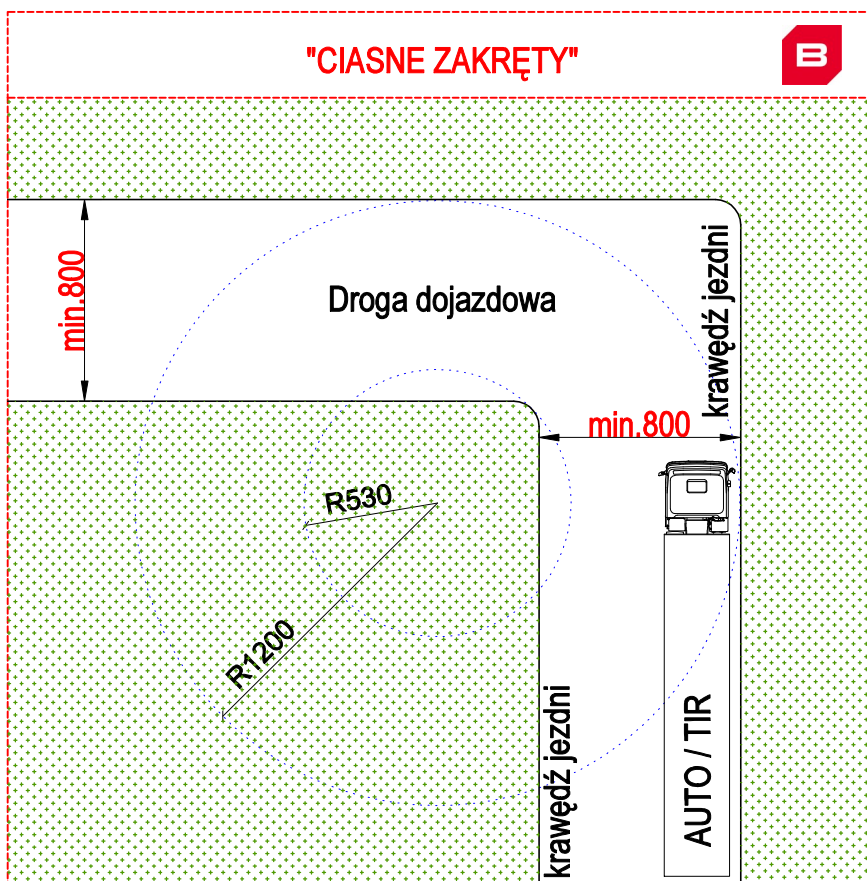 "CIASNE ZAKRĘTY"
B
min.800
Droga dojazdowa
krawędź jezdni
min.800
R530
R1200
krawędź jezdni
AUTO / TIR